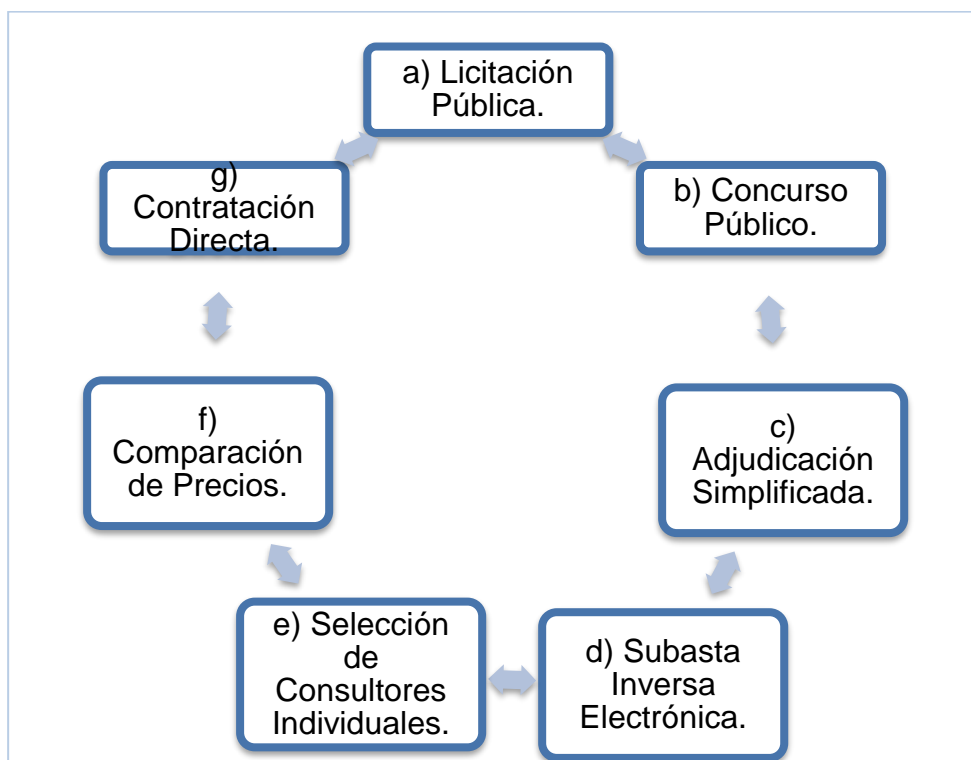 a) Licitación
Pública.
b) Concurso
Público.
c)
Adjudicación
Simplificada.
d) Subasta
Inversa
Electrónica.
e) Selección
de
Consultores
Individuales.
f)
Comparación
de Precios.
g)
Contratación
Directa.